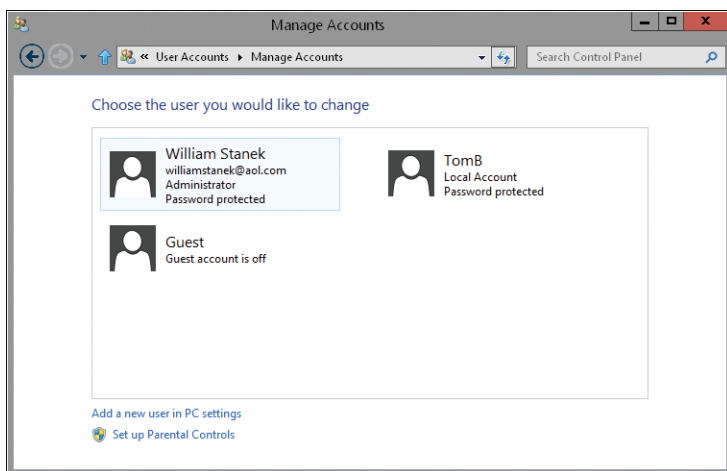 Manage Accounts
« User Accounts Manage Accounts
Search Control Panel
Choose the user you would like to change
William Stanek
williamstanek@aol.com
Administrator
Password protected
TomB
Local Account
Password protected
Guest
Guest account is off
Add a new user in PC settings
Set up Parental Controls